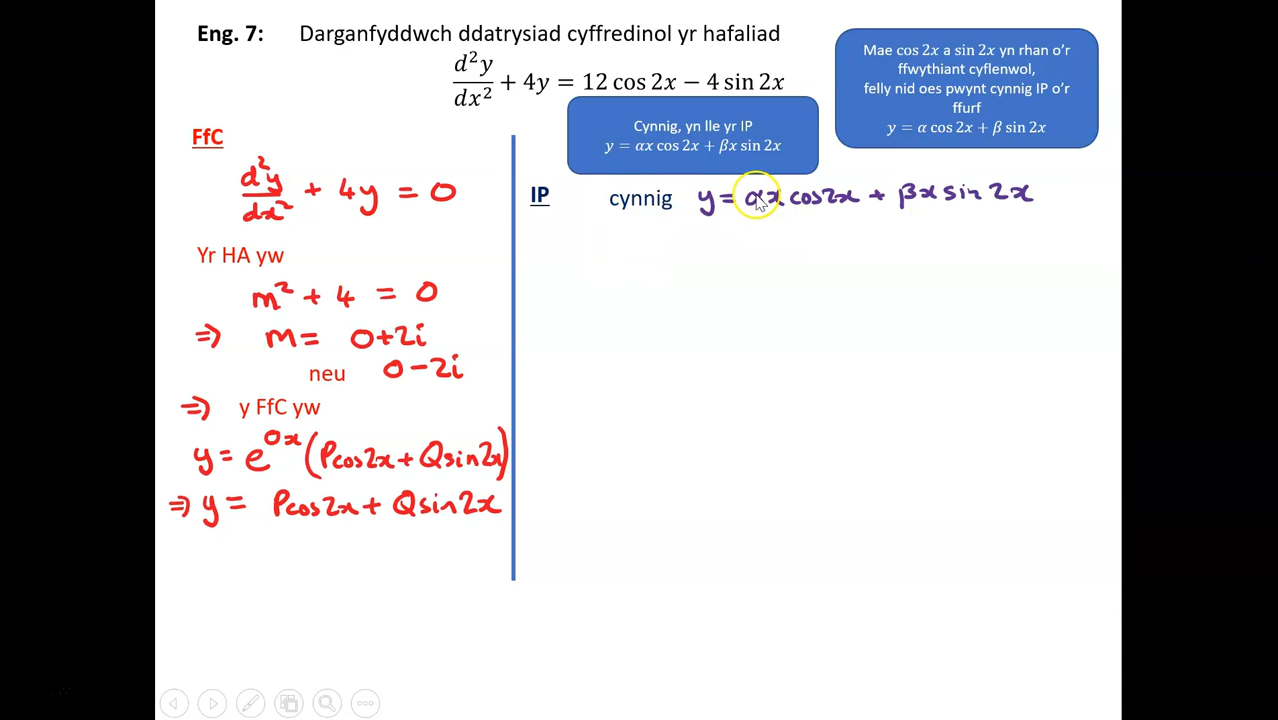 Eng. 7: Darganfyddwch ddatrysiad cyffredinol yr hafaliad
d²y/dx² + 4y = 12 cos 2x − 4 sin 2x
Mae cos 2x a sin 2x yn rhan o'r
ffwythiant cyflenwol,
felly nid oes pwynt cynnig IP o'r
ffurf
y = α cos 2x + β sin 2x
Cynnig, yn lle yr IP
y = αx cos 2x + βx sin 2x
FfC
d²y/dx² + 4y = 0
Yr HA yw
m² + 4 = 0
⇒ m = 0+2i
neu 0−2i
⇒ y FfC yw
y = e^0x (Pcos2x + Qsin2x)
⇒ y = Pcos2x + Qsin2x
IP cynnig y = αx cos2x + βx sin 2x